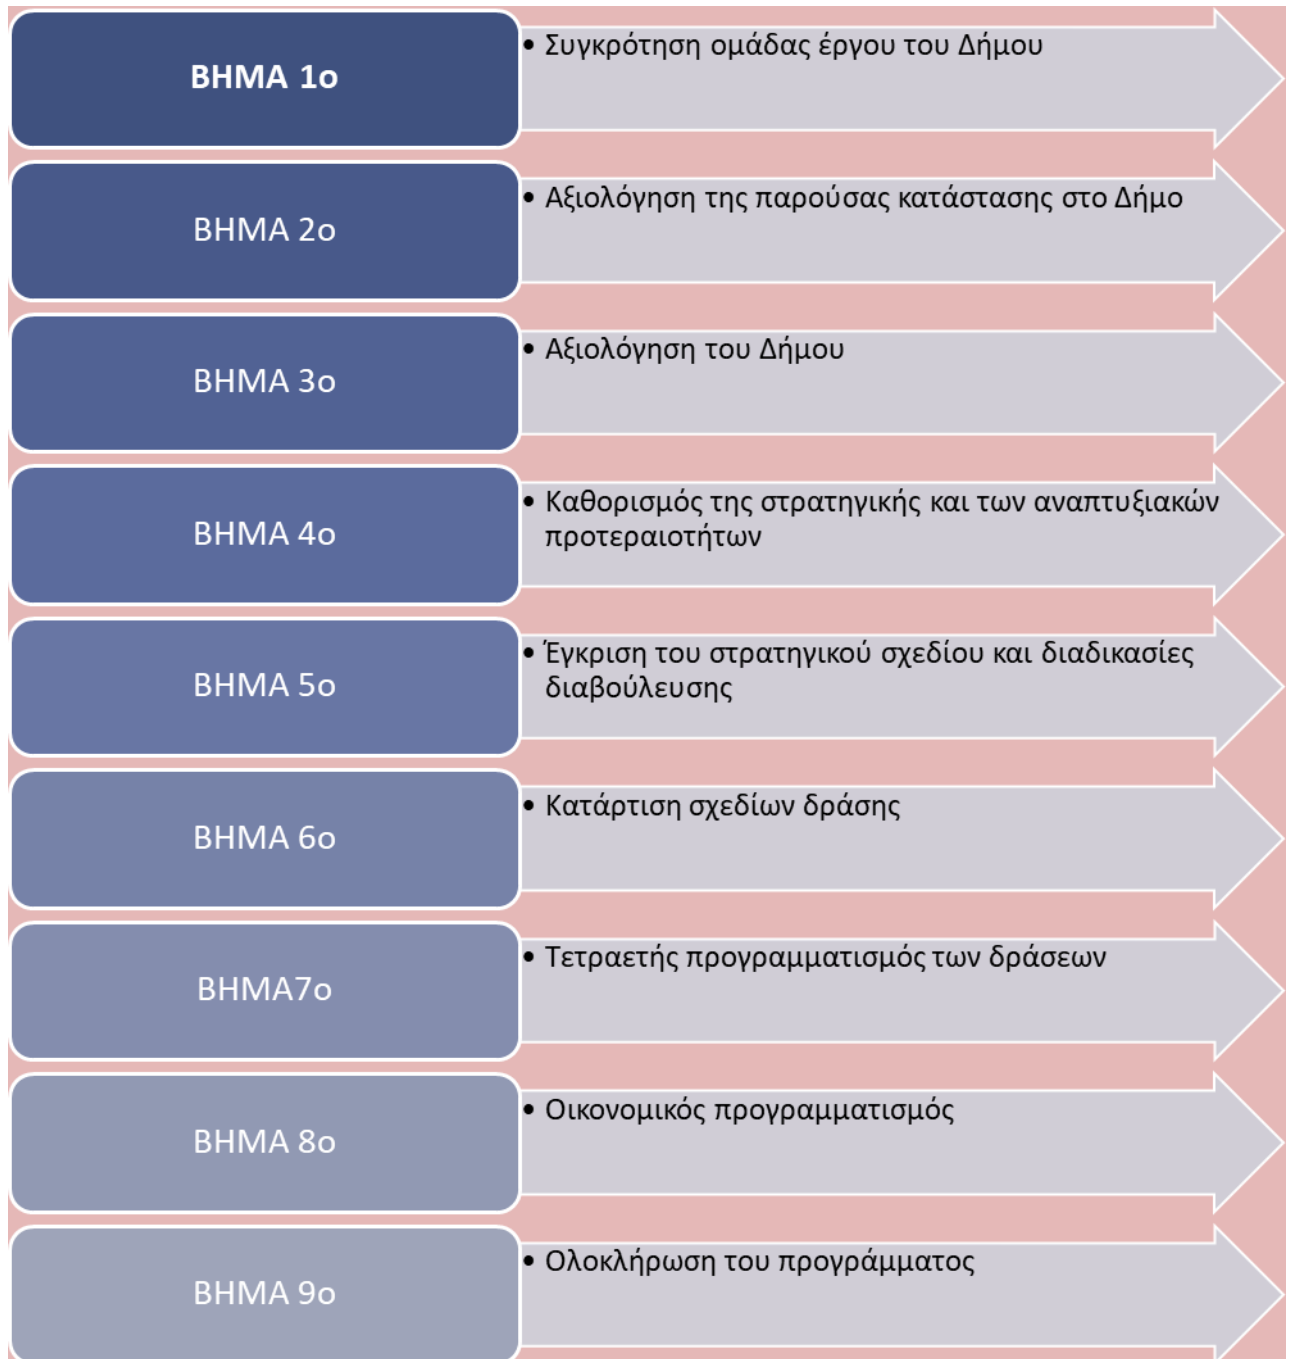 ΒΗΜΑ 1ο
• Συγκρότηση ομάδας έργου του Δήμου
ΒΗΜΑ 2ο
• Αξιολόγηση της παρούσας κατάστασης στο Δήμο
ΒΗΜΑ 3ο
• Αξιολόγηση του Δήμου
ΒΗΜΑ 4ο
• Καθορισμός της στρατηγικής και των αναπτυξιακών
προτεραιοτήτων
ΒΗΜΑ 5ο
• Έγκριση του στρατηγικού σχεδίου και διαδικασίες
διαβούλευσης
ΒΗΜΑ 6ο
• Κατάρτιση σχεδίων δράσης
ΒΗΜΑ7ο
• Τετραετής προγραμματισμός των δράσεων
ΒΗΜΑ 8ο
• Οικονομικός προγραμματισμός
ΒΗΜΑ 9ο
• Ολοκλήρωση του προγράμματος